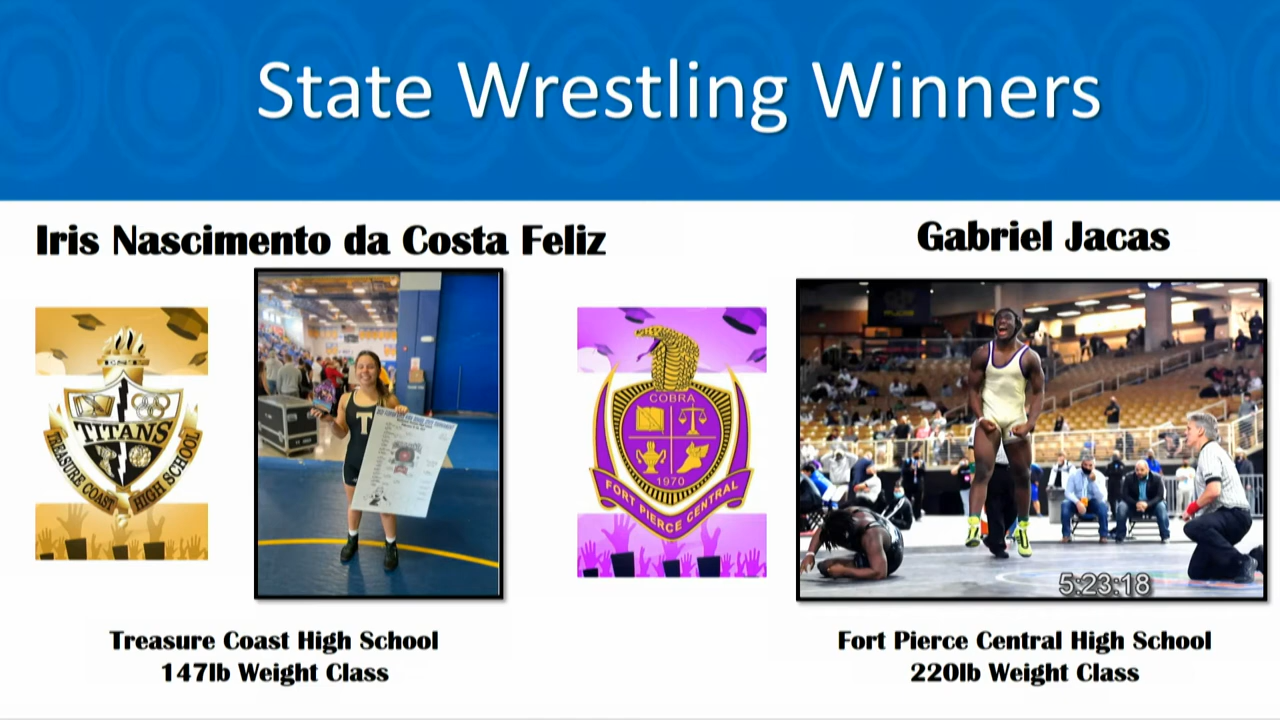 State Wrestling Winners
Iris Nascimento da Costa Feliz
Gabriel Jacas
TITANS
TREASURE COAST HIGH SCHOOL
T
COBRA
1970
FORT PIERCE CENTRAL
5:23:18
Treasure Coast High School
147lb Weight Class
Fort Pierce Central High School
220lb Weight Class